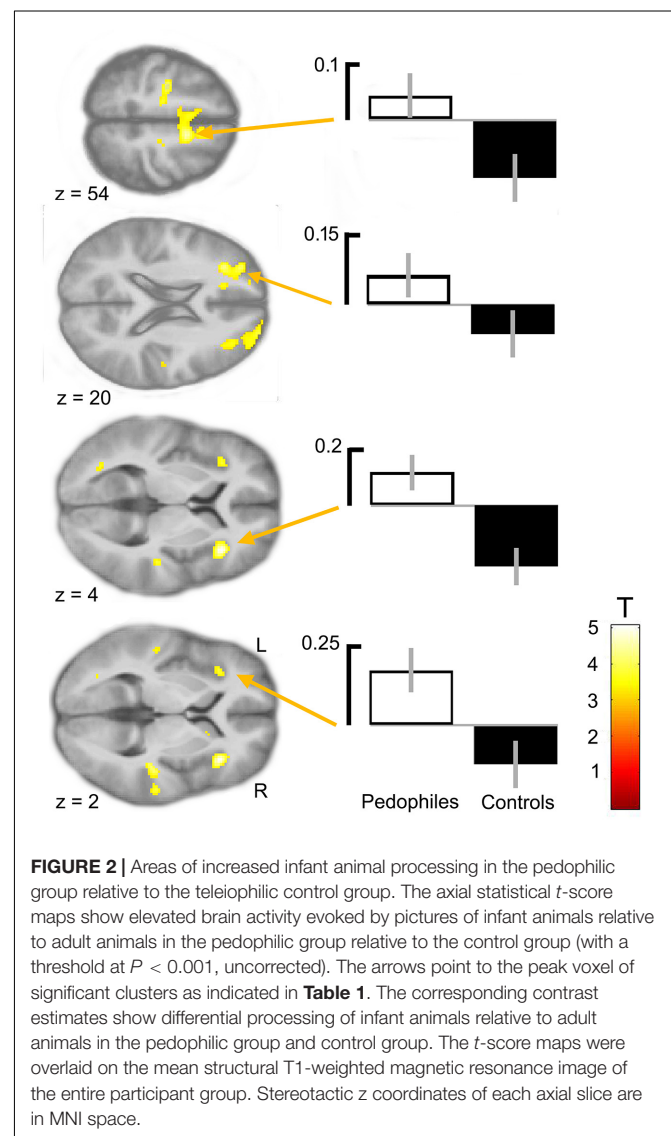 0.1
z = 54
0.15
z = 20
0.2
z = 4
0.25
L
R
z = 2
T
5
4
3
2
1
Pedophiles Controls
FIGURE 2 | Areas of increased infant animal processing in the pedophilic
group relative to the teleiophilic control group. The axial statistical t-score
maps show elevated brain activity evoked by pictures of infant animals relative
to adult animals in the pedophilic group relative to the control group (with a
threshold at P < 0.001, uncorrected). The arrows point to the peak voxel of
significant clusters as indicated in Table 1. The corresponding contrast
estimates show differential processing of infant animals relative to adult
animals in the pedophilic group and control group. The t-score maps were
overlaid on the mean structural T1-weighted magnetic resonance image of
the entire participant group. Stereotactic z coordinates of each axial slice are
in MNI space.